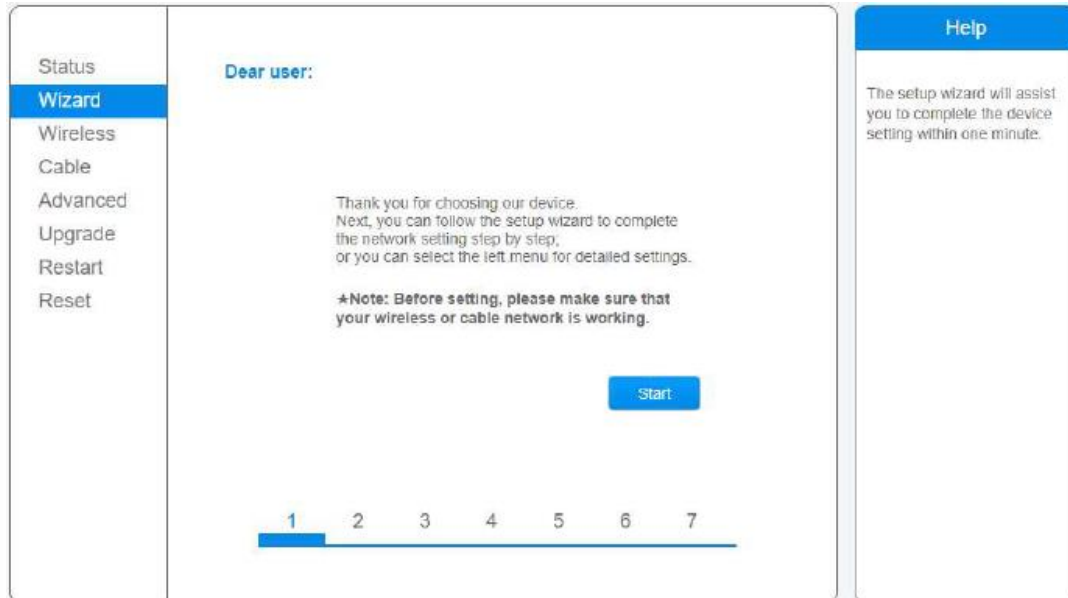 Status
Wizard
Wireless
Cable
Advanced
Upgrade
Restart
Reset
Dear user:
Thank you for choosing our device.
Next, you can follow the setup wizard to complete
the network setting step by step;
or you can select the left menu for detailed settings.
★Note: Before setting, please make sure that
your wireless or cable network is working.
Start
1 2 3 4 5 6 7
Help
The setup wizard will assist
you to complete the device
setting within one minute.